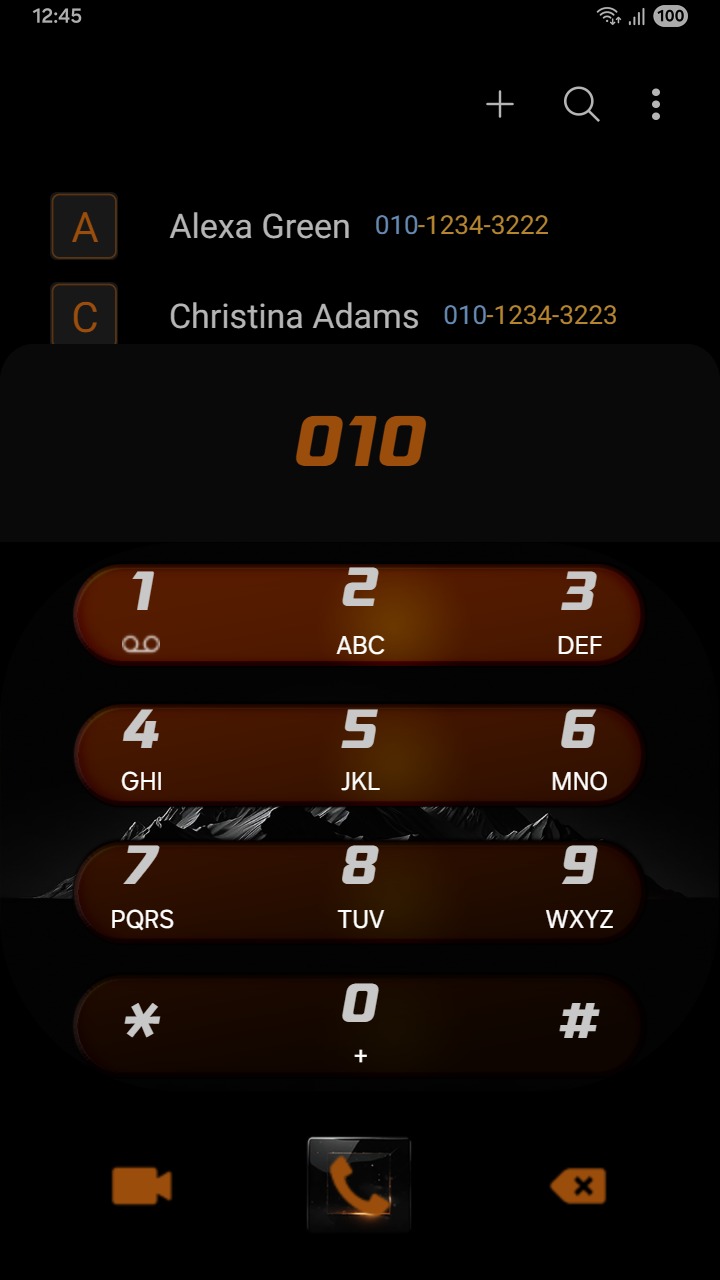 12:45 100
A Alexa Green 010-1234-3222
C Christina Adams 010-1234-3223
010
1 2 3
ABC DEF
4 5 6
GHI JKL MNO
7 8 9
PQRS TUV WXYZ
* 0 #
+